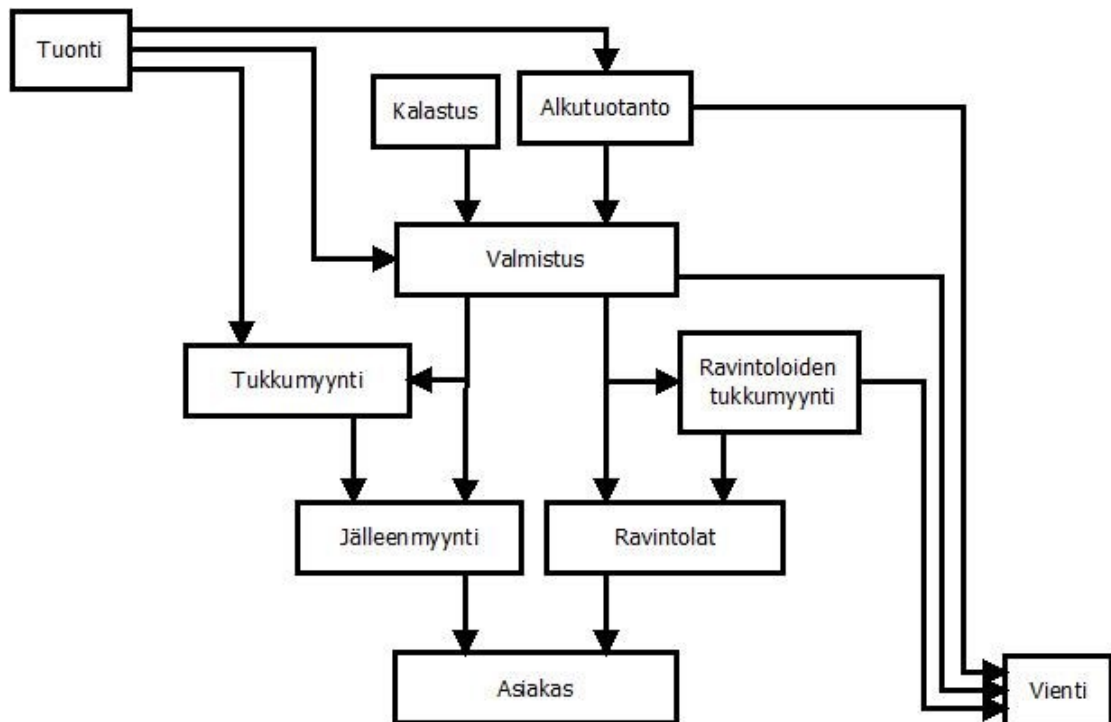 Tuonti
Kalastus
Alkutuotanto
Valmistus
Tukkumyynti
Ravintoloiden
tukkumyynti
Jälleenmyynti
Ravintolat
Asiakas
Vienti